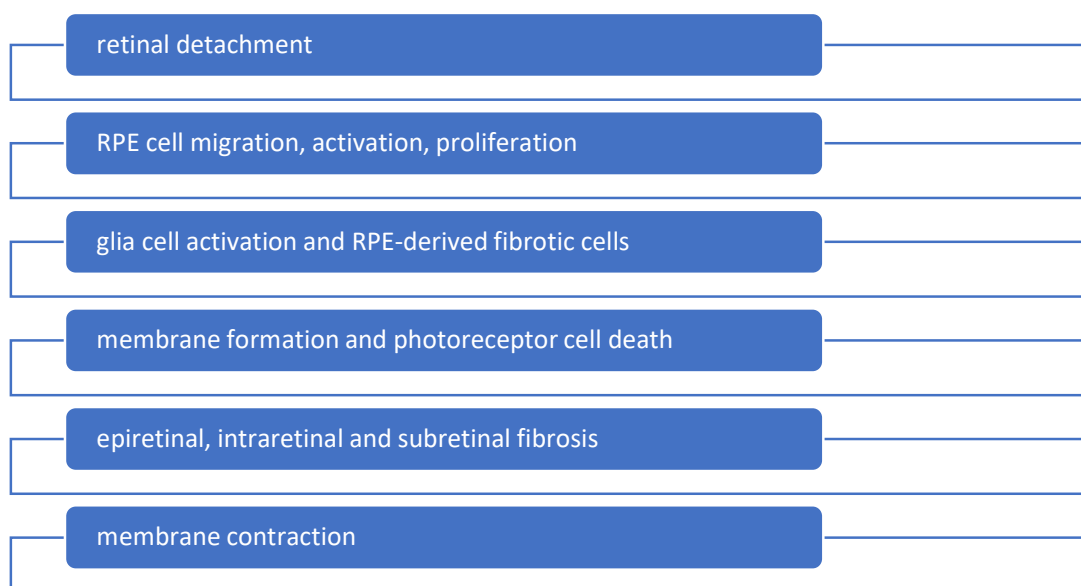 retinal detachment
RPE cell migration, activation, proliferation
glia cell activation and RPE-derived fibrotic cells
membrane formation and photoreceptor cell death
epiretinal, intraretinal and subretinal fibrosis
membrane contraction